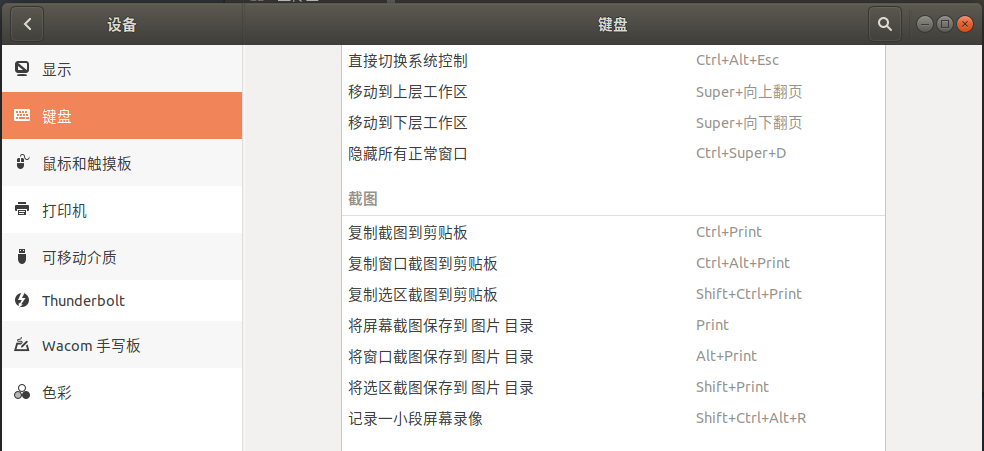 设备
键盘
显示
键盘
鼠标和触摸板
打印机
可移动介质
Thunderbolt
Wacom 手写板
色彩
直接切换系统控制 Ctrl+Alt+Esc
移动到上层工作区 Super+向上翻页
移动到下层工作区 Super+向下翻页
隐藏所有正常窗口 Ctrl+Super+D
截图
复制截图到剪贴板 Ctrl+Print
复制窗口截图到剪贴板 Ctrl+Alt+Print
复制选区截图到剪贴板 Shift+Ctrl+Print
将屏幕截图保存到 图片 目录 Print
将窗口截图保存到 图片 目录 Alt+Print
将选区截图保存到 图片 目录 Shift+Print
记录一小段屏幕录像 Shift+Ctrl+Alt+R